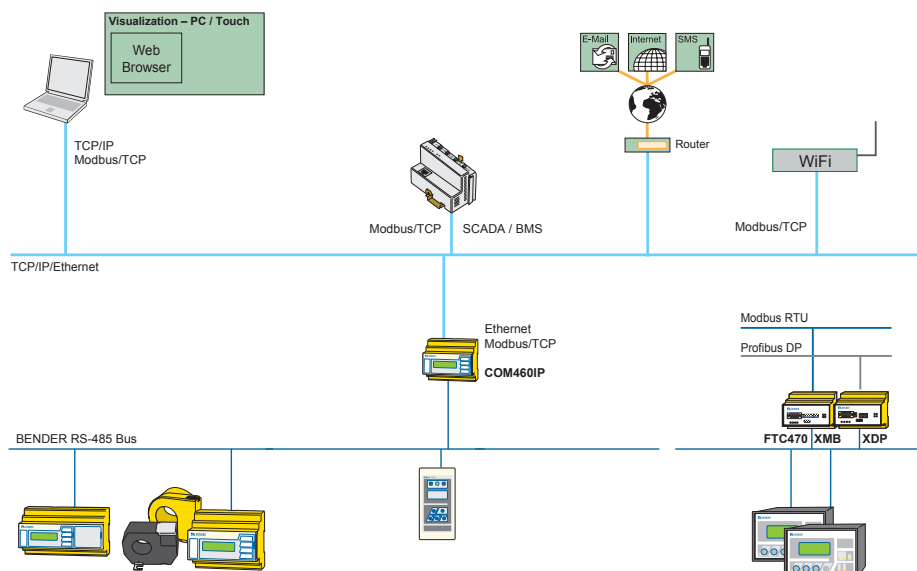 Visualization – PC / Touch
Web
Browser
E-Mail
Internet
SMS
TCP/IP
Modbus/TCP
Router
WiFi
Modbus/TCP
SCADA / BMS
Modbus/TCP
TCP/IP/Ethernet
Ethernet
Modbus/TCP
COM460IP
Modbus RTU
Profibus DP
BENDER RS-485 Bus
FTC470
XMB
XDP